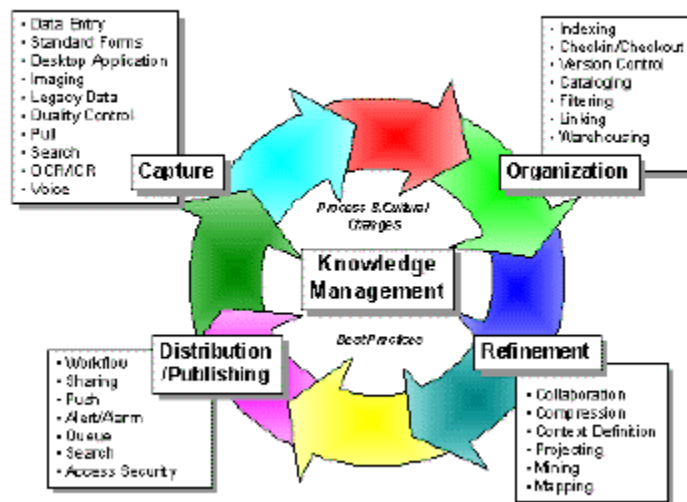 • Data Entry
• Standard Forms
• Desktop Application
• Imaging
• Legacy Data
• Quality Control
• Pull
• Search
• OCR/ICR
• Voice
Capture
• Indexing
• Checkin/Checkout
• Version Control
• Cataloging
• Filtering
• Linking
• Warehousing
Organization
Process & Cultural
Changes
Knowledge
Management
Best Practices
Distribution
/Publishing
• Workflow
• Sharing
• Push
• Alert/Alarm
• Queue
• Search
• Access Security
Refinement
• Collaboration
• Compression
• Context Definition
• Projecting
• Mining
• Mapping